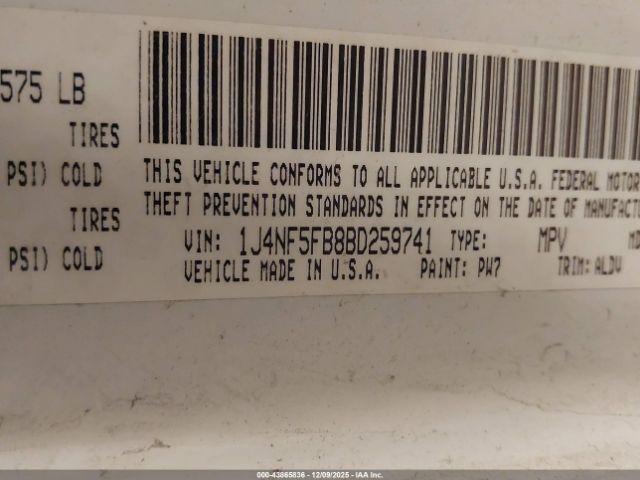 575 LB
TIRES
PSI) COLD
THIS VEHICLE CONFORMS TO ALL APPLICABLE U.S.A. FEDERAL MOTOR
THEFT PREVENTION STANDARDS IN EFFECT ON THE DATE OF MANUFACTU
TIRES
VIN: 1J4NF5FB8BD259741 TYPE: MPV MD
PSI) COLD
VEHICLE MADE IN U.S.A. PAINT: PW7 TRIM: ALDV
000-43865836 - 12/09/2025 - IAA Inc.